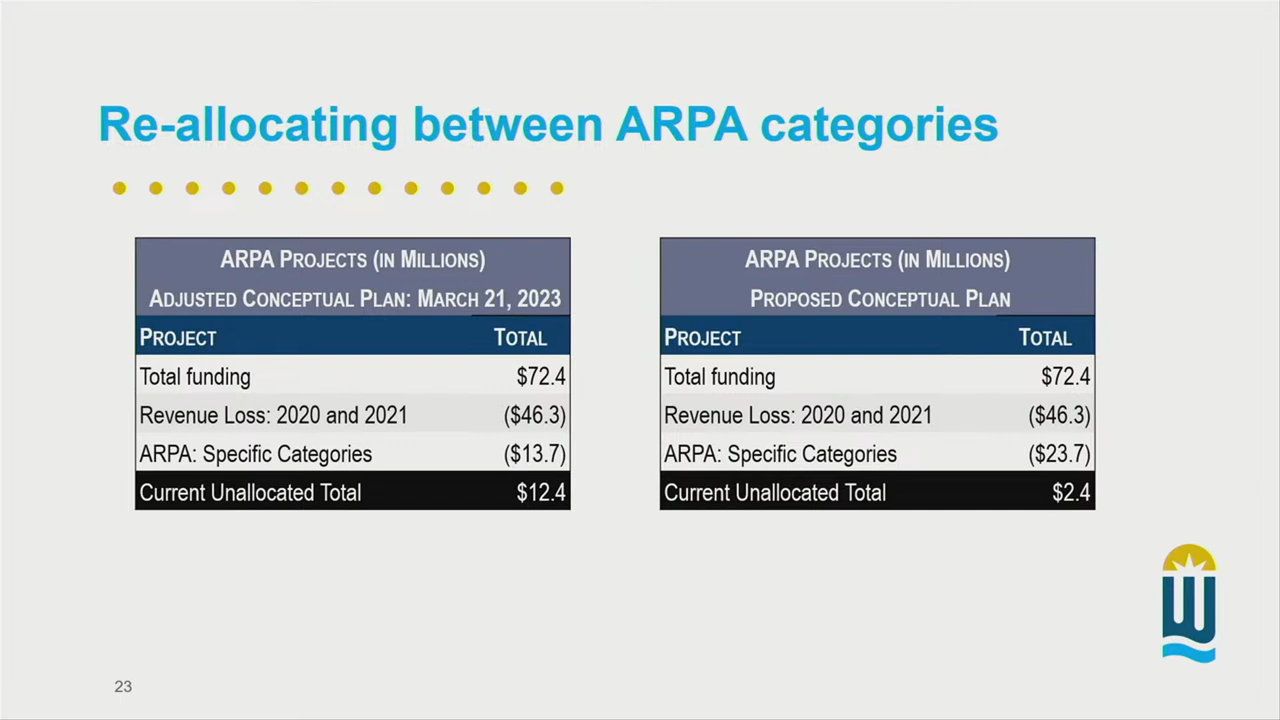 Re-allocating between ARPA categories
ARPA PROJECTS (IN MILLIONS)
ADJUSTED CONCEPTUAL PLAN: MARCH 21, 2023
PROJECT TOTAL
Total funding $72.4
Revenue Loss: 2020 and 2021 ($46.3)
ARPA: Specific Categories ($13.7)
Current Unallocated Total $12.4
ARPA PROJECTS (IN MILLIONS)
PROPOSED CONCEPTUAL PLAN
PROJECT TOTAL
Total funding $72.4
Revenue Loss: 2020 and 2021 ($46.3)
ARPA: Specific Categories ($23.7)
Current Unallocated Total $2.4
W
23